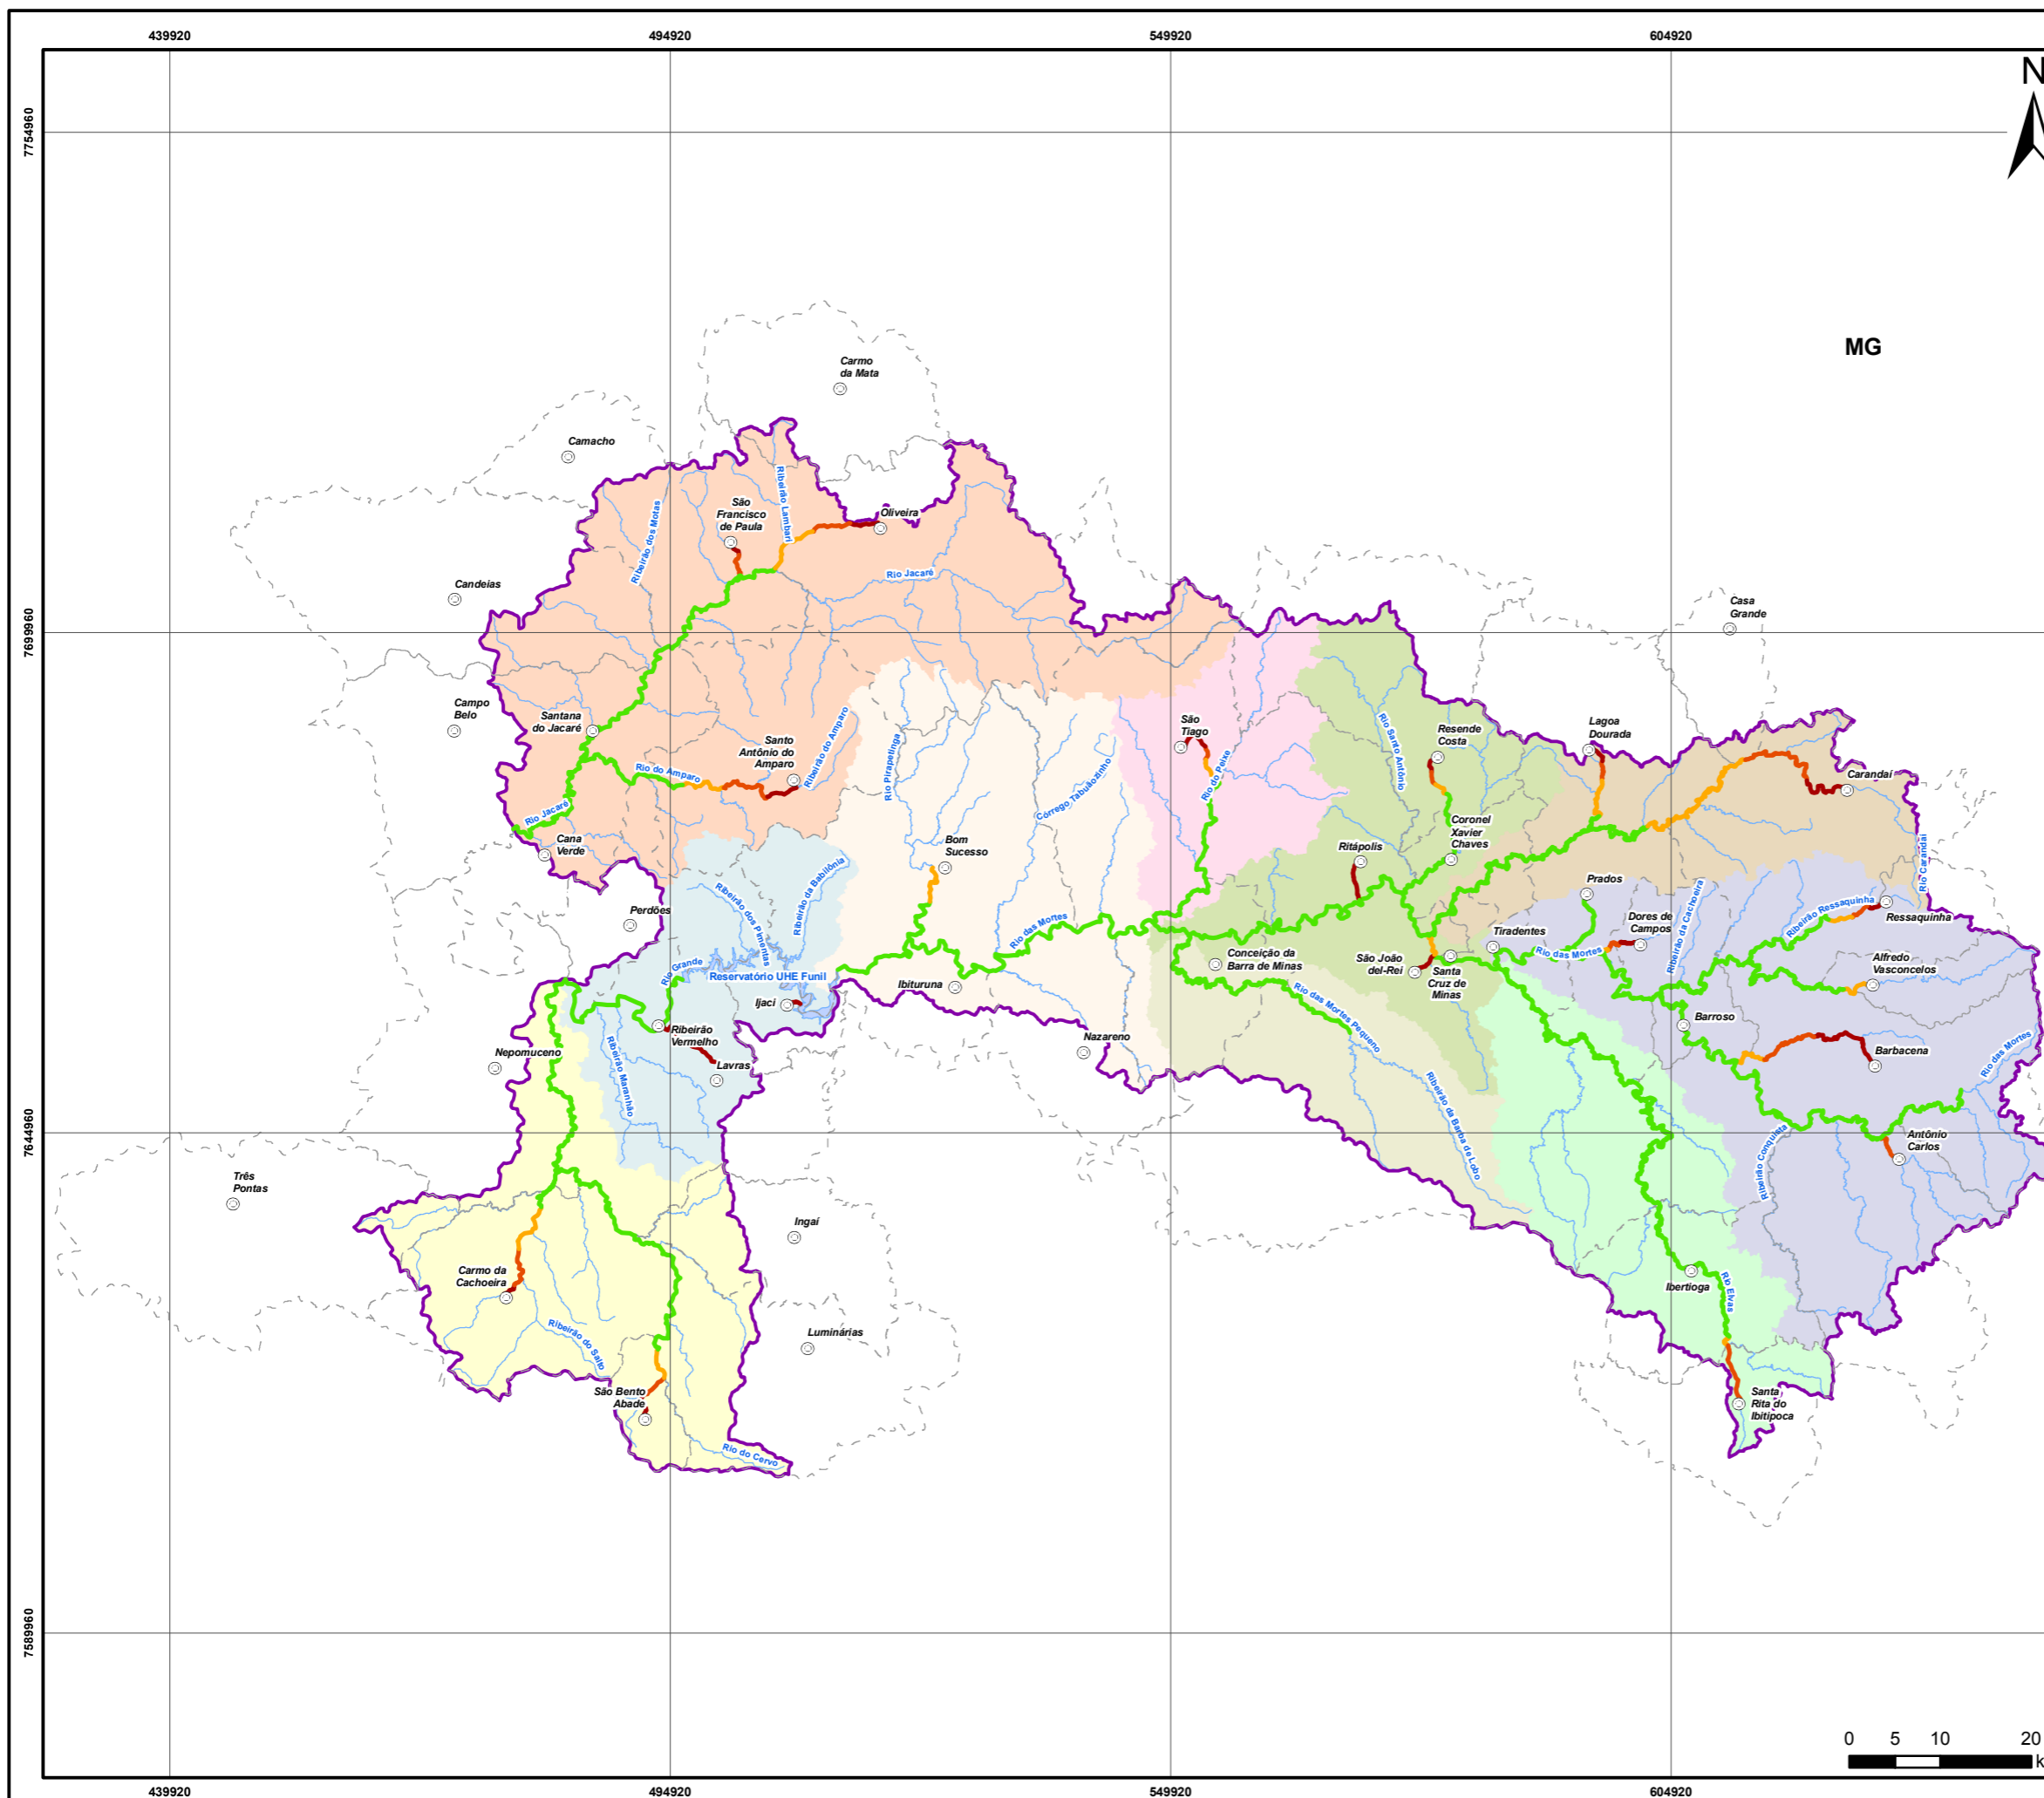 439920
494920
549920
604920
N
7754960
MG
Carmo
da Mata
Camacho
São
Francisco
de Paula
Ribeirão Lambari
Ribeirão dos Motas
Oliveira
Rio Jacaré
Candeias
Casa
Grande
7699960
Campo
Belo
Santana
do Jacaré
Santo
Antônio do
Amparo
Rio do Amparo
Ribeirão do Amparo
Rio Pirapetinga
Córrego Tabuãozinho
São
Tiago
Rio do Peixe
Rio Santo Antônio
Resende
Costa
Lagoa
Dourada
Carandaí
Rio Jacaré
Cana
Verde
Bom
Sucesso
Ritápolis
Coronel
Xavier
Chaves
Rio Carandaí
Ribeirão da Babilônia
Ribeirão dos Pimentas
Perdões
Prados
Dores de
Campos
Ribeirão da Cachoeira
Ribeirão Ressaquinha
Ressaquinha
Rio das Mortes
Tiradentes
Rio das Mortes
Conceição da
Barra de Minas
São João
del-Rei
Santa
Cruz de
Minas
Alfredo
Vasconcelos
Rio Grande
Reservatório UHE Funil
Ijaci
Ibituruna
Rio das Mortes Pequeno
Barroso
Ribeirão
Vermelho
Nepomuceno
Lavras
Ribeirão Maranhão
Nazareno
Barbacena
Rio das Mortes
Ribeirão da Barba de Lobo
7644960
Antônio
Carlos
Ribeirão Conquista
Três
Pontas
Ingaí
Carmo da
Cachoeira
Ibertioga
Rio Elvas
Ribeirão do Salto
Luminárias
São Bento
Abade
Santa
Rita do
Ibitipoca
Rio do Cervo
7589960
0 5 10 20
k
439920
494920
549920
604920